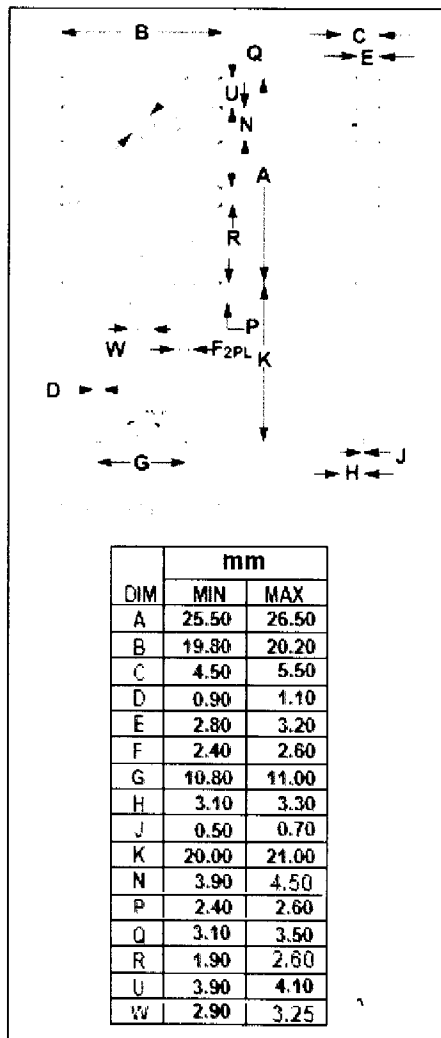 B
C
Q
E
U
N
A
R
P
W
F2PL
K
D
G
J
H
mm
DIM MIN MAX
A 25.50 26.50
B 19.80 20.20
C 4.50 5.50
D 0.90 1.10
E 2.80 3.20
F 2.40 2.60
G 10.80 11.00
H 3.10 3.30
J 0.50 0.70
K 20.00 21.00
N 3.90 4.50
P 2.40 2.60
Q 3.10 3.50
R 1.90 2.60
U 3.90 4.10
W 2.90 3.25